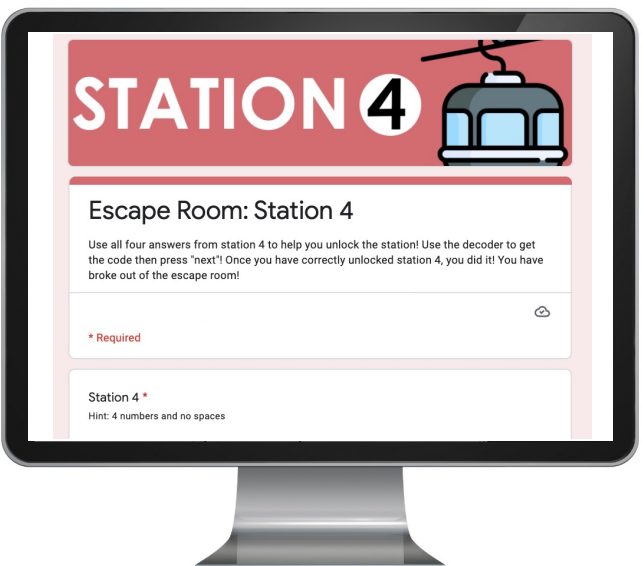 STATION 4
Escape Room: Station 4
Use all four answers from station 4 to help you unlock the station! Use the decoder to get
the code then press "next"! Once you have correctly unlocked station 4, you did it! You have
broke out of the escape room!
* Required
Station 4 *
Hint: 4 numbers and no spaces